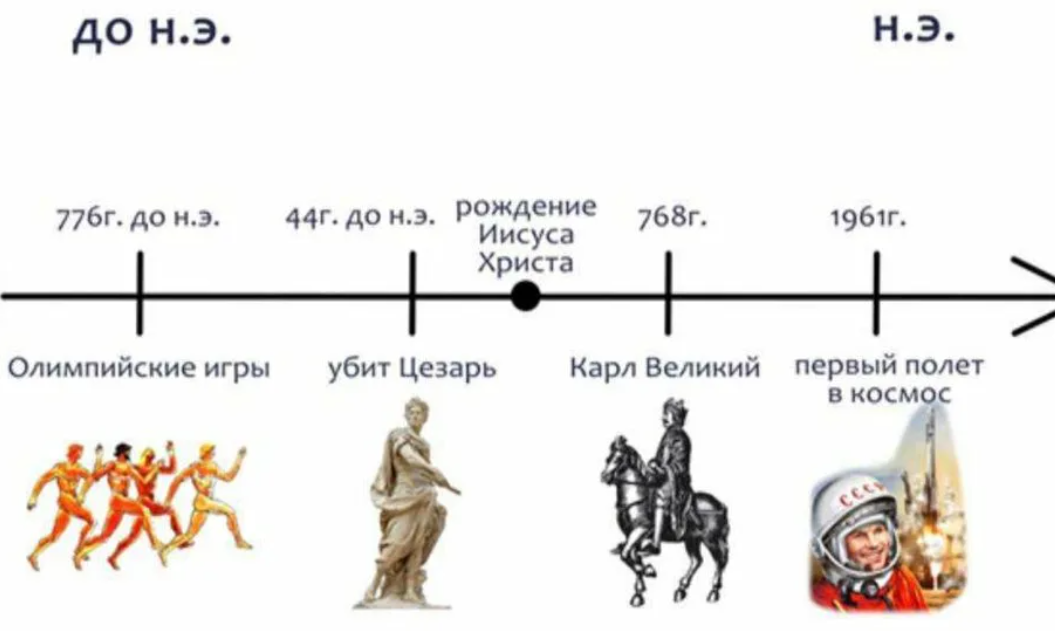 до н.э.
н.э.
776г. до н.э.
44г. до н.э.
рождение
Иисуса
Христа
768г.
1961г.
Олимпийские игры
убит Цезарь
Карл Великий
первый полет
в космос
СССР